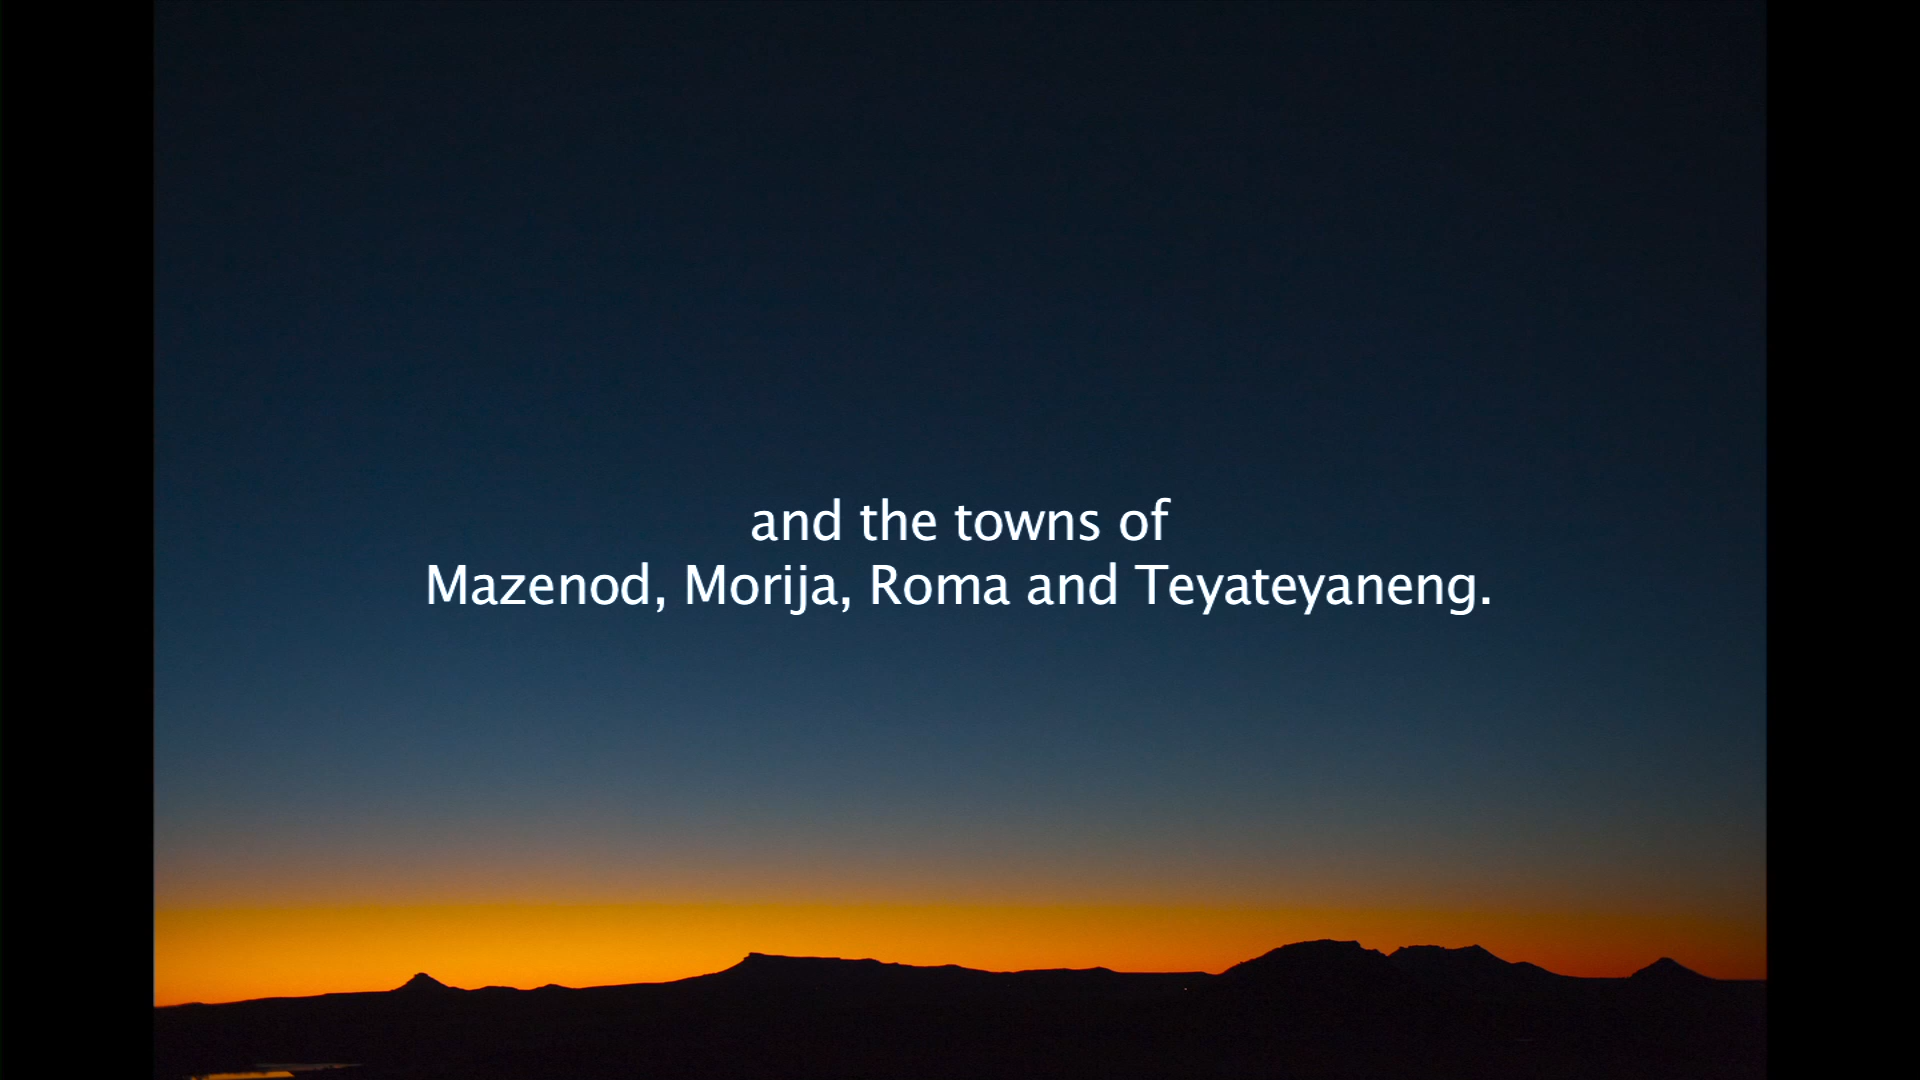 and the towns of
Mazenod, Morija, Roma and Teyateyaneng.